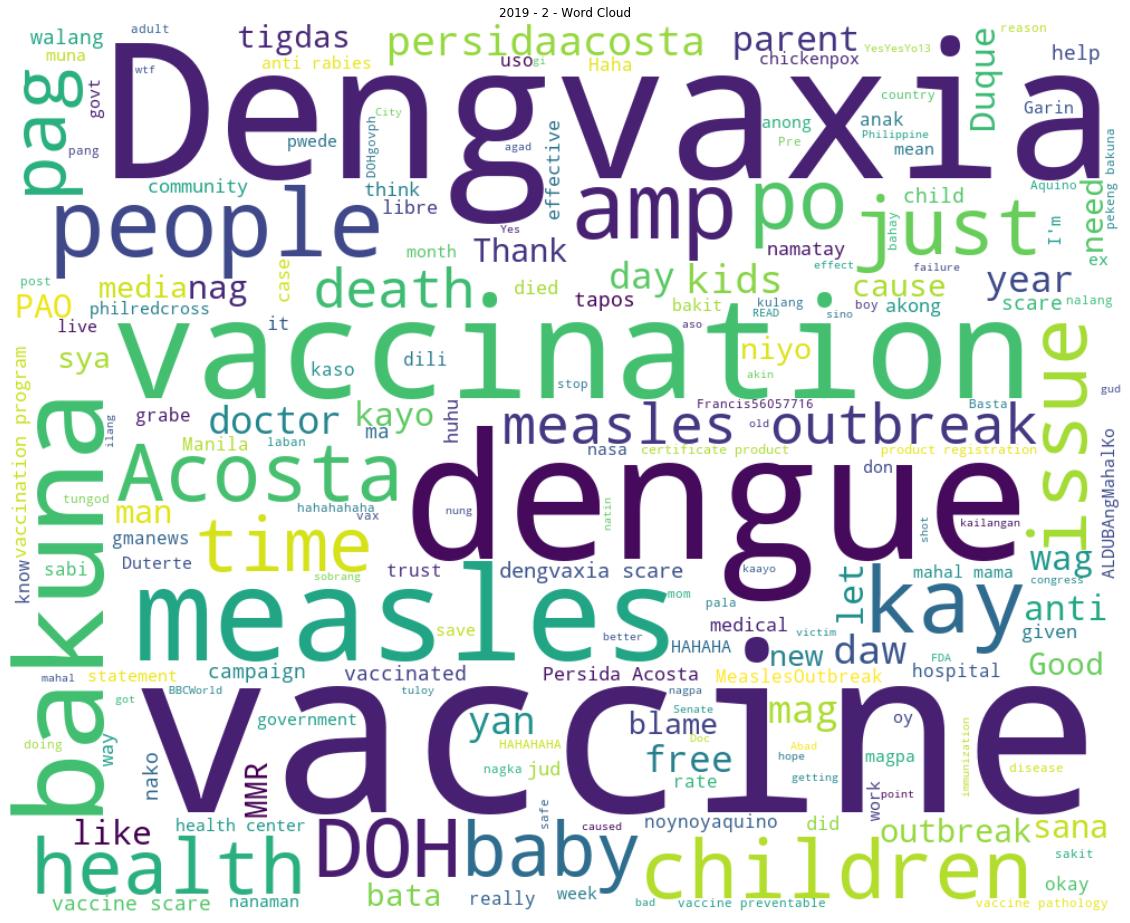 2019 - 2 - Word Cloud
walang
adult
tigdas
persidaacosta
parent
YesYesYo13
reason
muna
wtf
anti rabies
uso
gi
Haha
chickenpox
Duque
help
pag
govt
Dengvaxia
pang
City
DOHgovph
pwede
agad
effective
anong
Pre
country
anak
Philippine
mean
Garin
community
think
libre
people
Yes
Thank
amp
po
namatay
just
child
bahay
Aquino
I'm
need
pekeng bakuna
ex
post
month
case
death
died
day
kids
effect
cause
failure
year
PAO
media
nag
philredcross
tapos
bakit
kulang
READ
boy
sino
akong
scare
nalang
live
it
vaccination
aso
sya
kaso
dili
stop
niyo
akin
issue
gud
vaccination program
bakuna
ilang
grabe
doctor
kayo
ma
huhu
measles outbreak
Francis56057716
old
Basta
Manila
laban
nasa
certificate product
don
product registration
Acosta
tungod
man
hahahahaha
vax
dengue
nung
natin
shot
kailangan
ALDUBAngMahalKo
gmanews
time
know
sabi
Duterte
sobrang
trust
dengvaxia scare
kaayo
wag
let
mahal mama
congress
measles
mom
pala
kay
anti
save
better
HAHAHA
medical
victim
new
daw
FDA
given
hospital
Good
mahal
statement
campaign
vaccinated
Persida Acosta
MeaslesOutbreak
got
BBCWorld
tuloy
nagpa
Senate
vaccine
government
yan
blame
mag
oy
doing
way
HAHAHAHA
Doc
Abad
hope
magpa
nako
MMR
nagka
jud
free
rate
getting
work
point
immunization
disease
like
health center
DOH
baby
safe
caused
noynoyaquino
did
outbreak
sana
health
children
sakit
okay
vaccine scare
nanaman
bata
really
week
bad
vaccine preventable
vaccine pathology